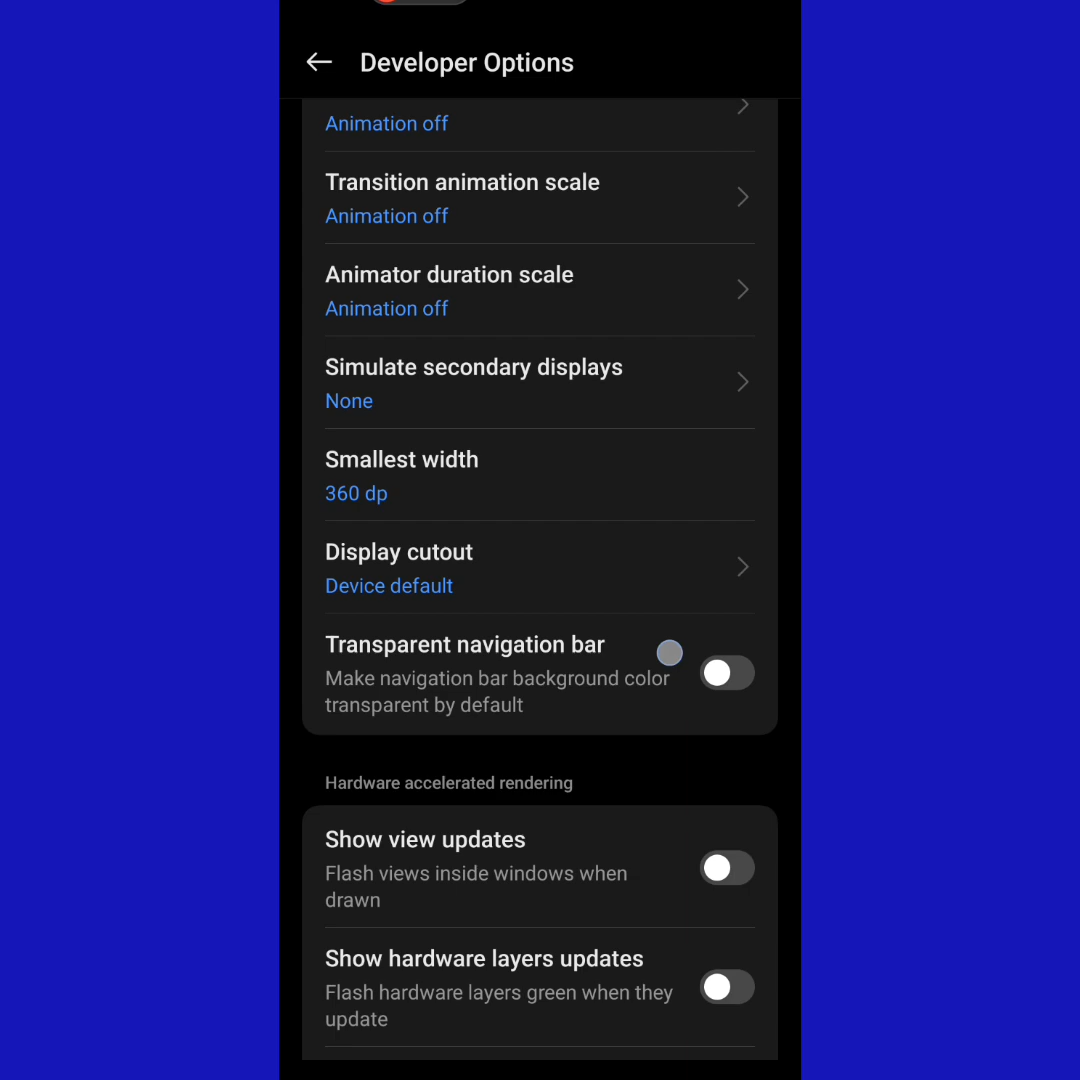 Developer Options
Animation off
Transition animation scale
Animation off
Animator duration scale
Animation off
Simulate secondary displays
None
Smallest width
360 dp
Display cutout
Device default
Transparent navigation bar
Make navigation bar background color
transparent by default
Hardware accelerated rendering
Show view updates
Flash views inside windows when
drawn
Show hardware layers updates
Flash hardware layers green when they
update